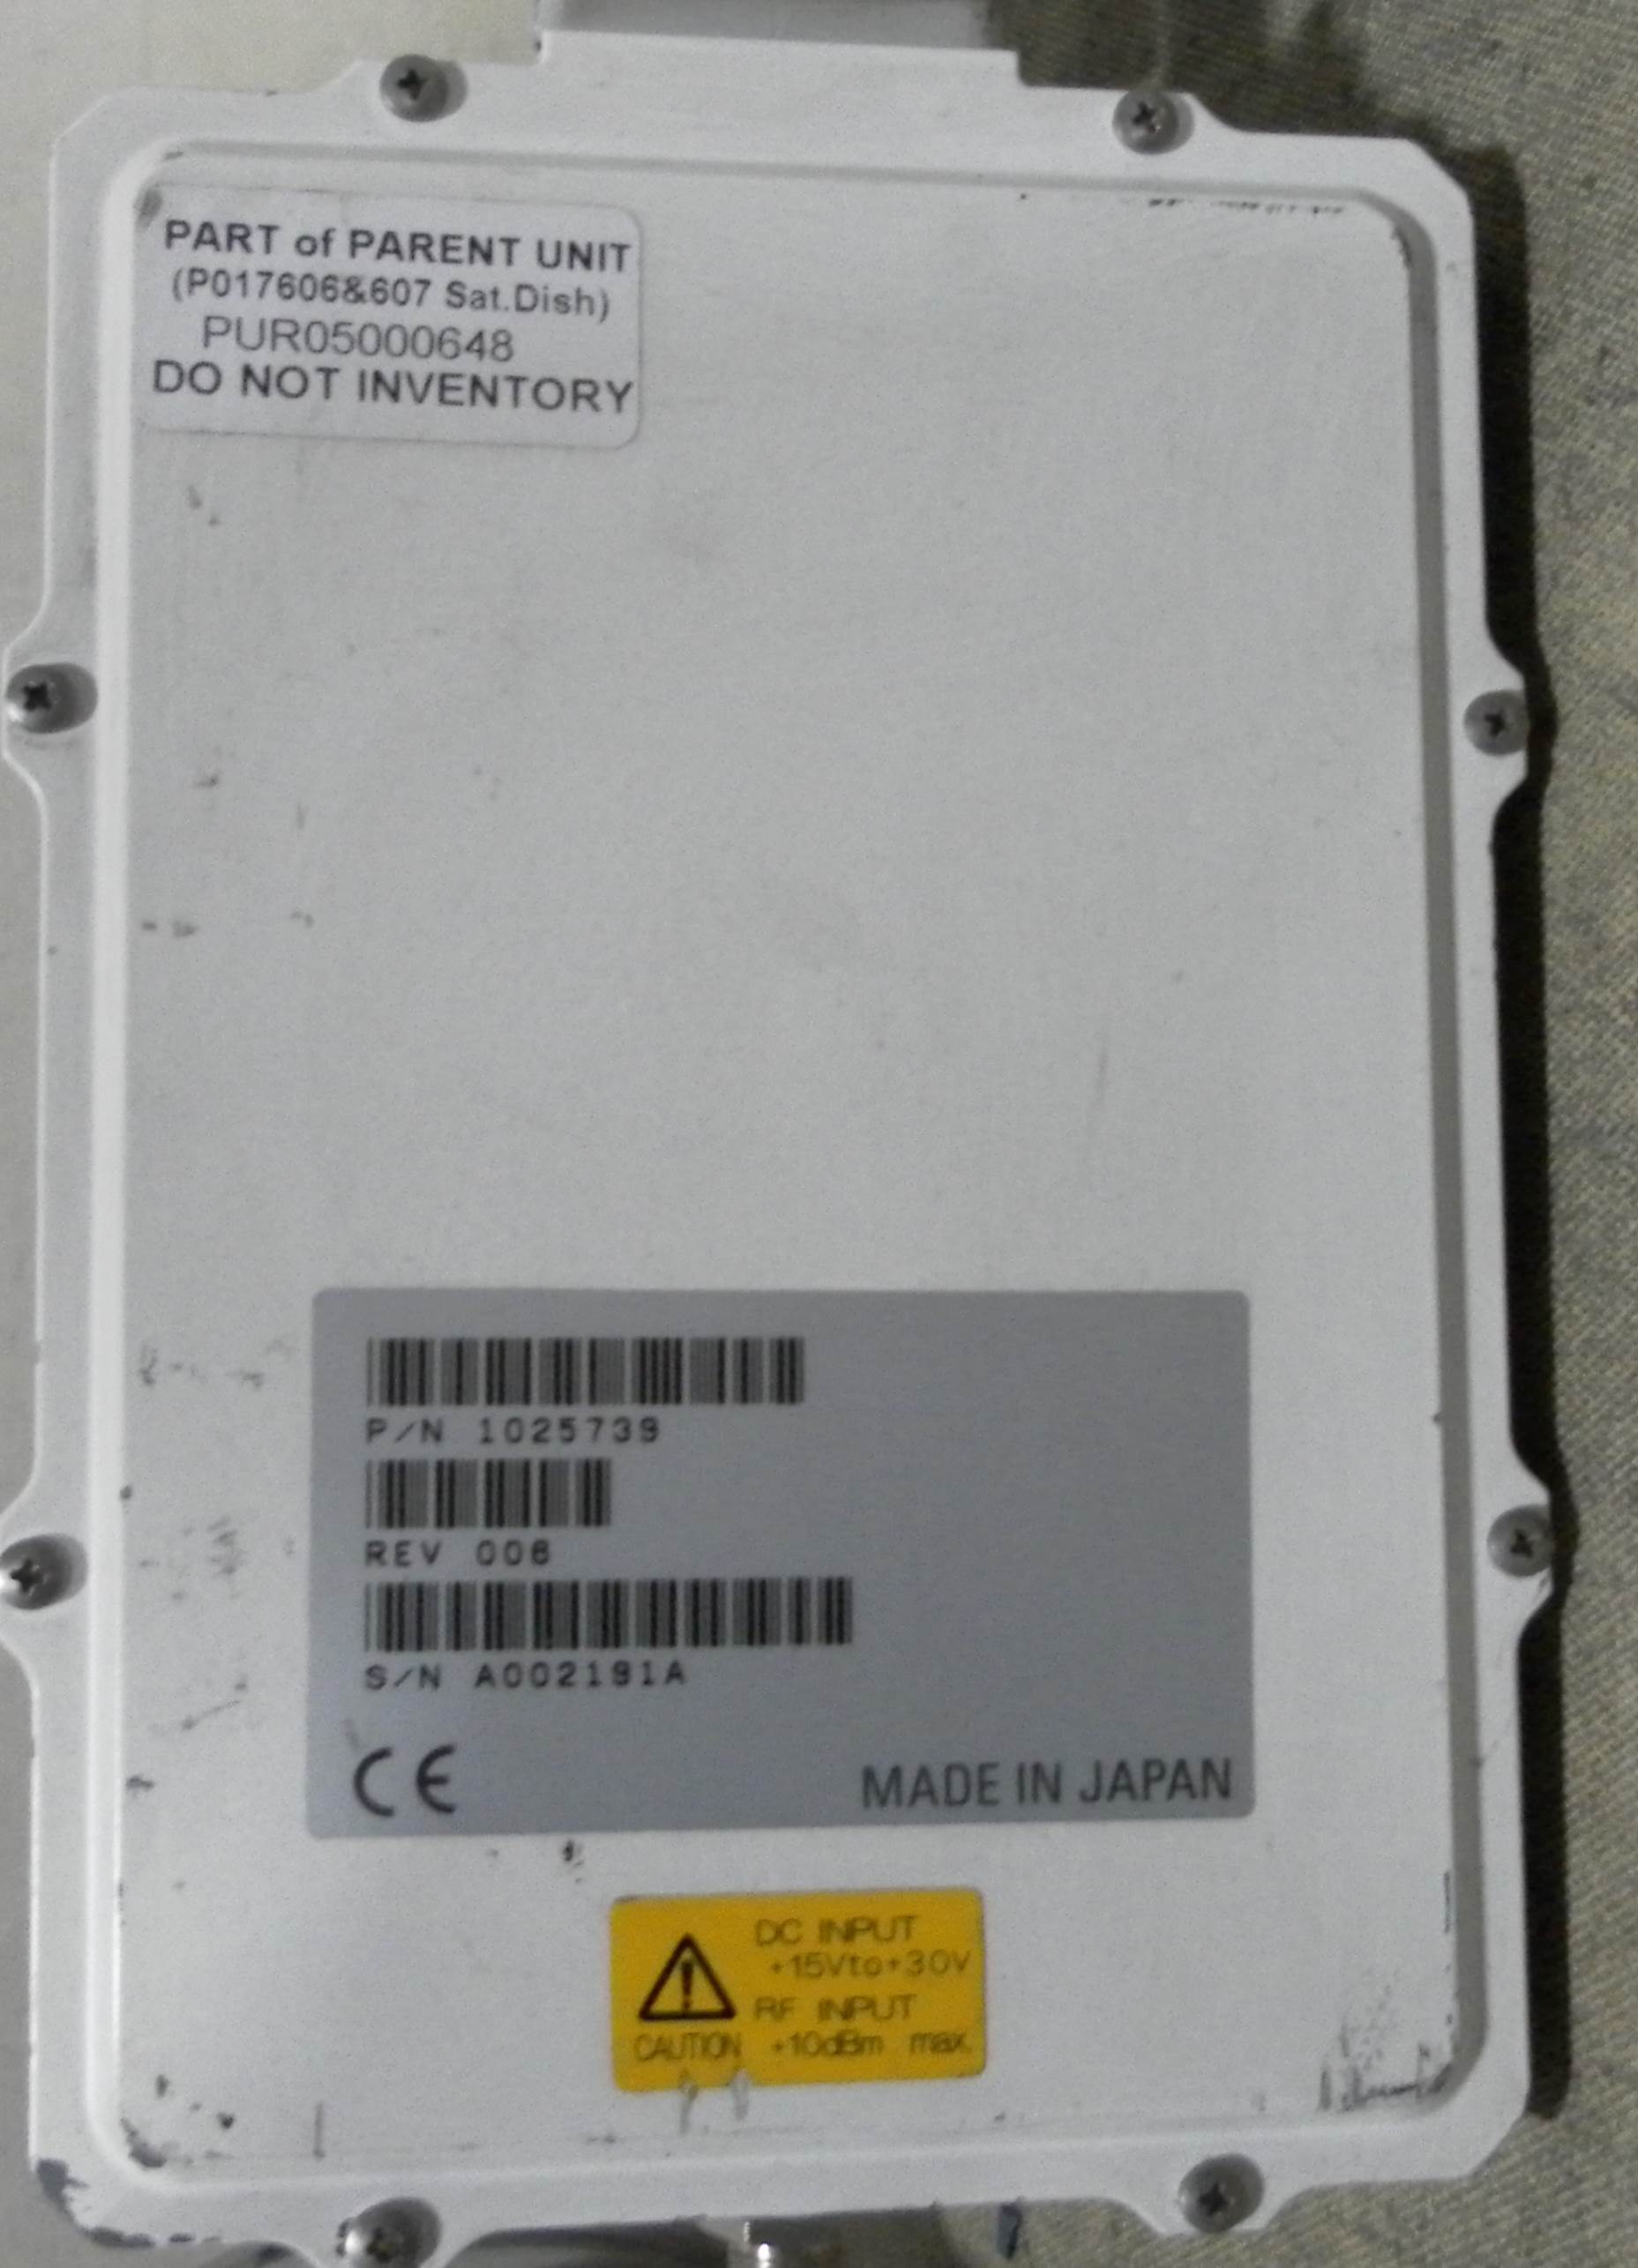 PART of PARENT UNIT
(P017606&607 Sat.Dish)
PUR05000648
DO NOT INVENTORY
P/N 1025739
REV 006
S/N A002191A
CE
MADE IN JAPAN
DC INPUT
+15Vto+30V
RF INPUT
CAUTION +10dBm max.